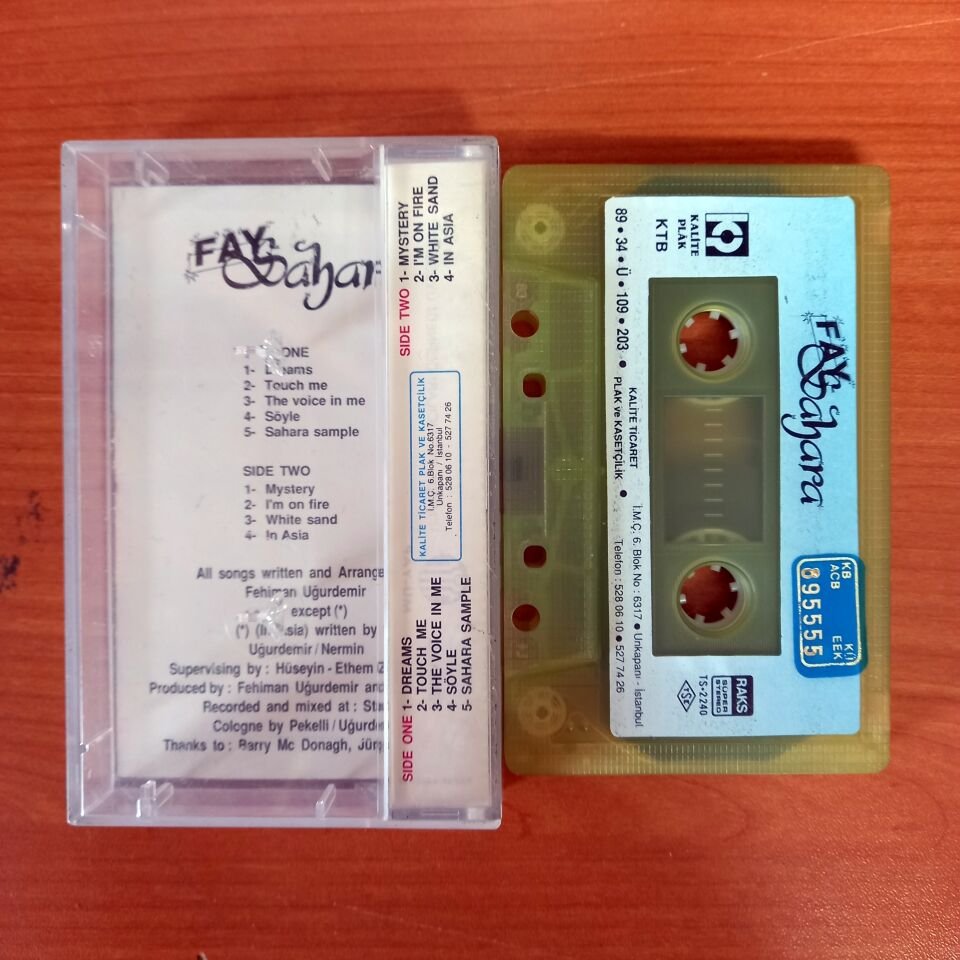 FAY
Sahar
ONE
1- Dreams
2- Touch me
3- The voice in me
4- Söyle
5- Sahara sample
SIDE TWO
1- Mystery
2- I'm on fire
3- White sand
4- In Asia
All songs written and Arrange
Fehiman Uğurdemir
except (*)
(*) (In Asia) written by
Uğurdemir / Nermin
Supervising by : Hüseyin - Ethem
Produced by : Fehiman Uğurdemir and
Recorded and mixed at :
Cologne by Pekelli /
Thanks to : Barry Mc Donagh,
SIDE ONE 1- DREAMS
2- TOUCH ME
3- THE VOICE IN ME
4- SÖYLE
5- SAHARA SAMPLE
KALİTE TİCARET PLAK VE KASETÇİLİK
İ.M.Ç. 6.Blok No.6317
Unkapanı / İstanbul
Telefon : 528 06 10 - 527 74 26
SIDE TWO 1- MYSTERY
2- I'M ON FIRE
3- WHITE SAND
4- IN ASIA
KALİTE
PLÂK
KTB
89 • 34 • Ü • 109 • 203 •
KALİTE TİCARET
PLAK ve KASETÇİLİK
• İ.M.Ç. 6. Blok No : 6317 • Unkapanı - İstanbul
Telefon : 528 06 10 • 527 74 26
FAY
Sahara
KB
ACB
EEK
895555
RAKS
SUPER
STEREO
TS-2240
TSE